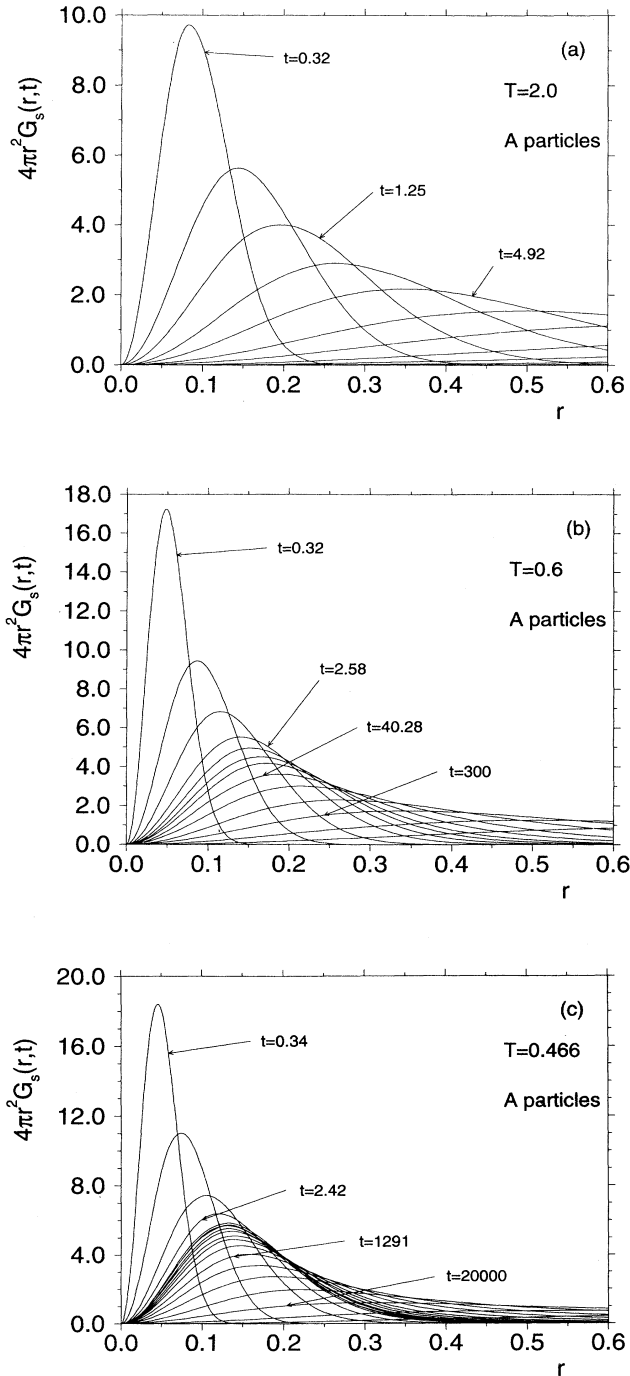 10.0
(a)
t=0.32
T=2.0
A particles
8.0
6.0
t=1.25
4.0
t=4.92
2.0
0.0
4πr²Gₛ(r,t)
0.0 0.1 0.2 0.3 0.4 0.5 0.6
r
18.0
(b)
t=0.32
T=0.6
A particles
16.0
14.0
12.0
10.0
8.0
t=2.58
6.0
t=40.28
4.0
t=300
2.0
0.0
4πr²Gₛ(r,t)
0.0 0.1 0.2 0.3 0.4 0.5 0.6
r
20.0
(c)
t=0.34
T=0.466
A particles
16.0
12.0
8.0
t=2.42
t=1291
4.0
t=20000
0.0
4πr²Gₛ(r,t)
0.0 0.1 0.2 0.3 0.4 0.5 0.6
r